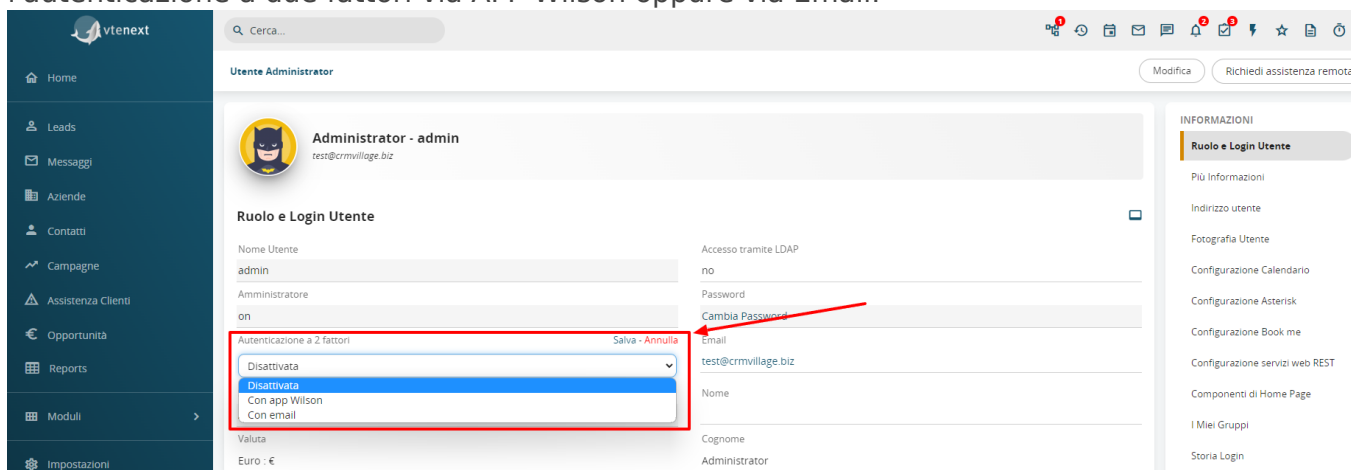 l'autenticazione a due fattori via APP Wilson oppure via Email.
vtenext
Cerca...
1
2
3
Home
Utente Administrator
Modifica
Richiedi assistenza remota
Leads
Messaggi
Aziende
Contatti
Campagne
Assistenza Clienti
€ Opportunità
Reports
Moduli
Impostazioni
Administrator - admin
test@crmvillage.biz
Ruolo e Login Utente
Nome Utente
admin
Accesso tramite LDAP
no
Amministratore
on
Password
Cambia Password
Autenticazione a 2 fattori
Salva - Annulla
Email
test@crmvillage.biz
Disattivata
Disattivata
Con app Wilson
Con email
Nome
Valuta
Euro : €
Cognome
Administrator
INFORMAZIONI
Ruolo e Login Utente
Più Informazioni
Indirizzo utente
Fotografia Utente
Configurazione Calendario
Configurazione Asterisk
Configurazione Book me
Configurazione servizi web REST
Componenti di Home Page
I Miei Gruppi
Storia Login